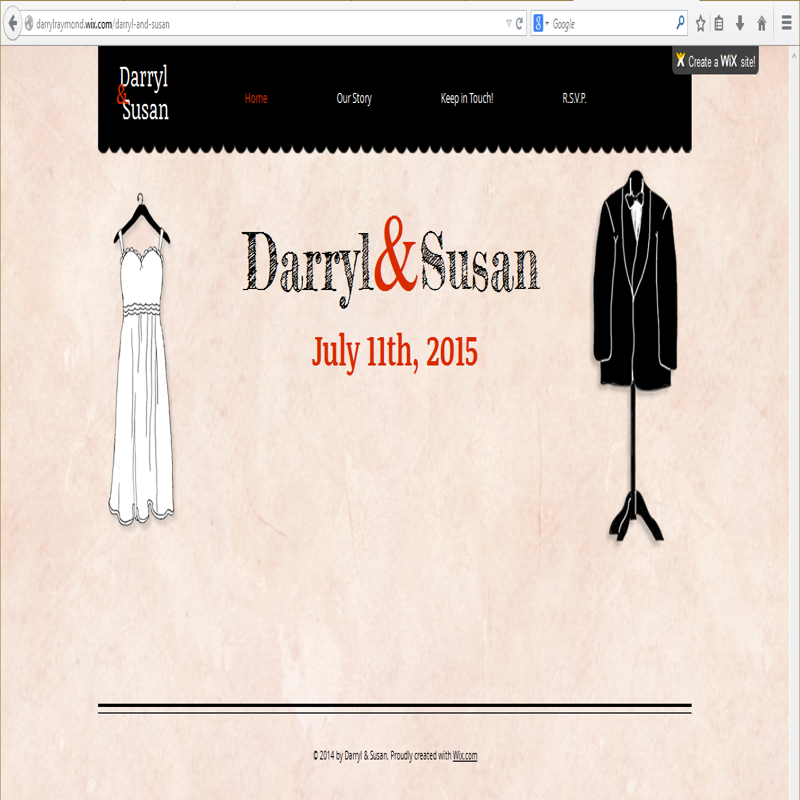 darrylraymond.wix.com/darryl-and-susan
Google
Create a WiX site!
Darryl
&
Susan
Home
Our Story
Keep in Touch!
R.S.V.P.
Darryl&Susan
July 11th, 2015
© 2014 by Darryl & Susan. Proudly created with Wix.com